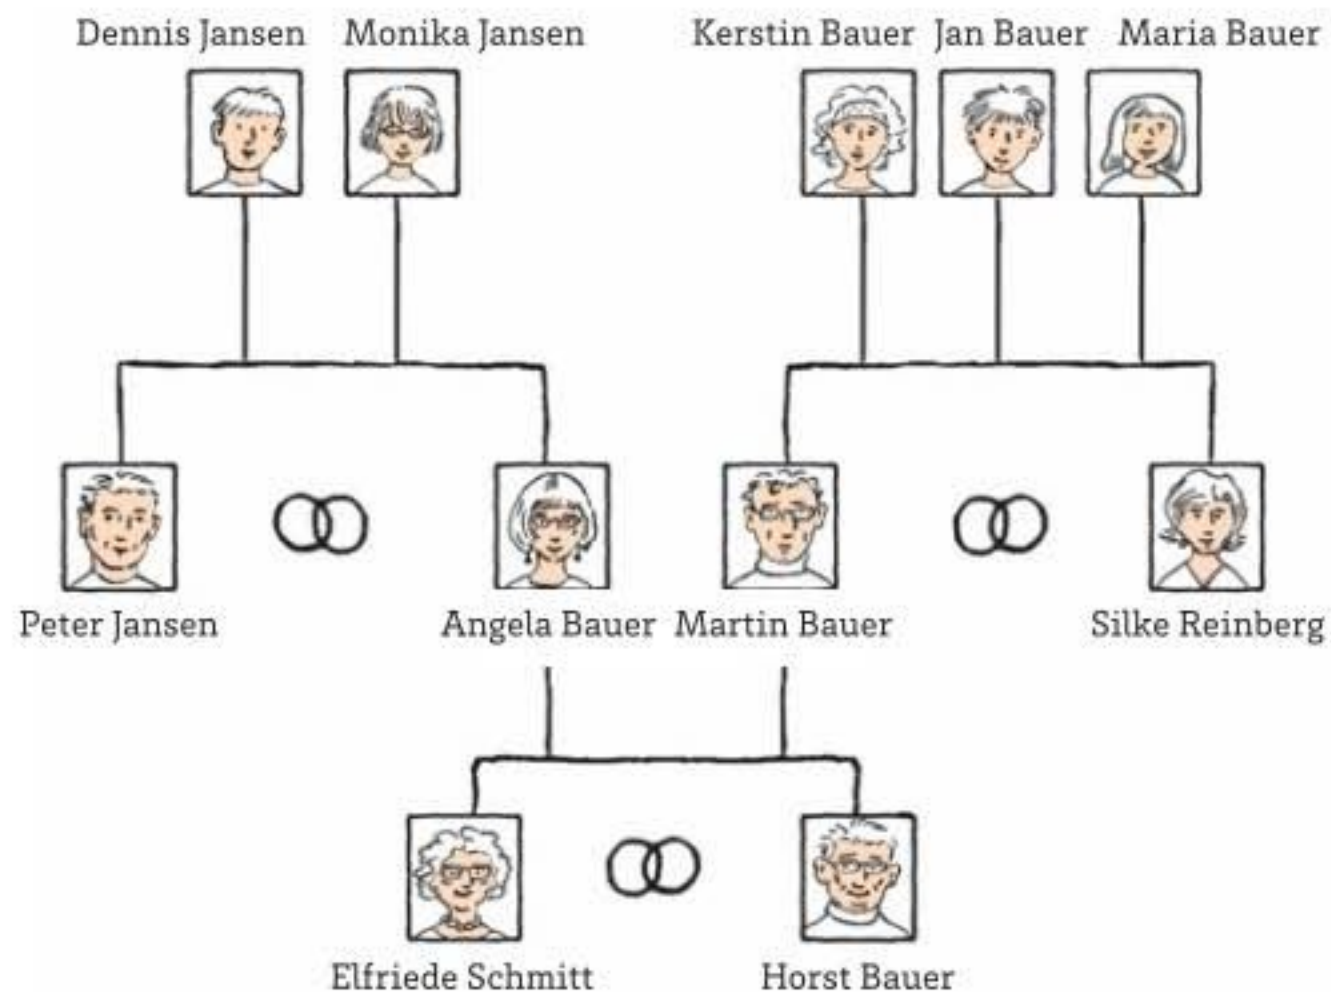 Dennis Jansen Monika Jansen Kerstin Bauer Jan Bauer Maria Bauer
Peter Jansen Angela Bauer Martin Bauer Silke Reinberg
Elfriede Schmitt Horst Bauer